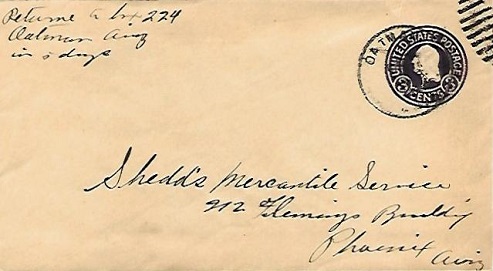 Return to box 224
Oatman Ariz
in 5 days
OATM
UNITED STATES POSTAGE
3 CENTS 3
Shedd's Mercantile Service
912 Flemings Building
Phoenix
Ariz